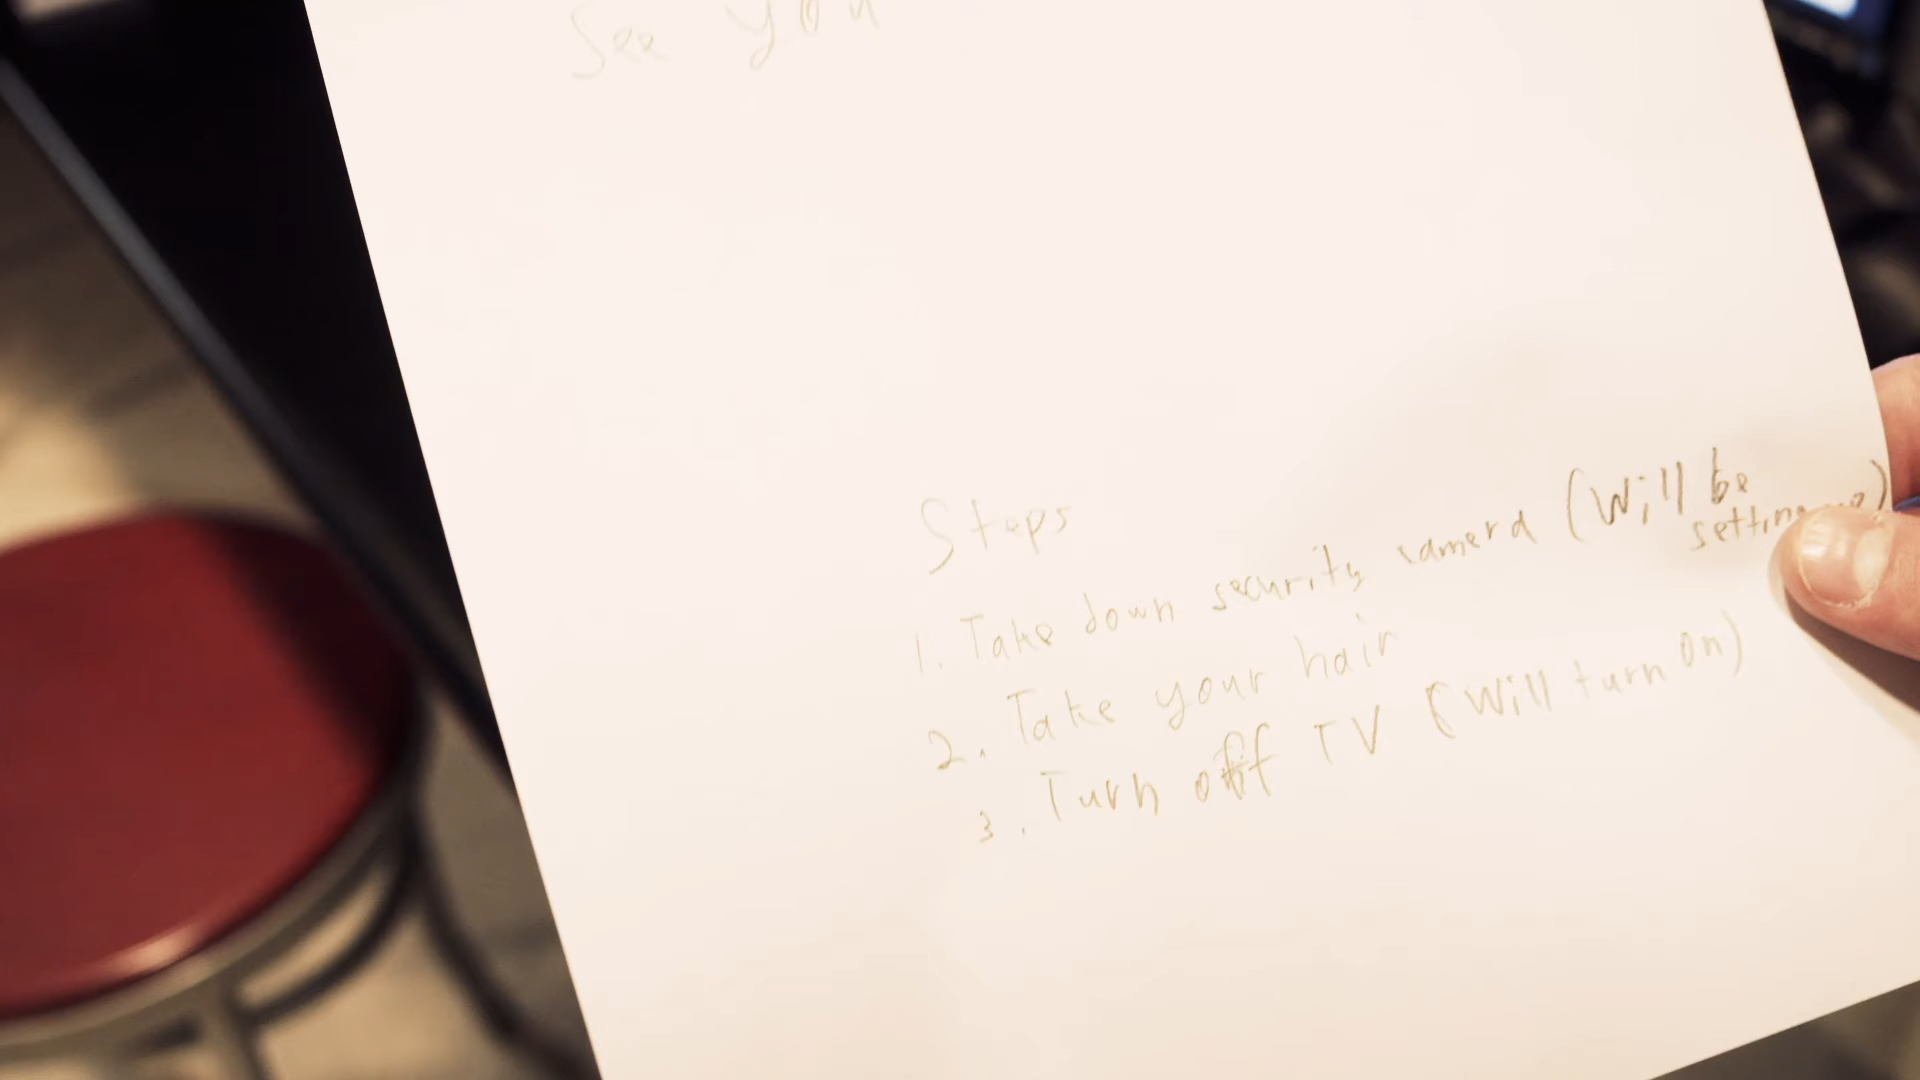 See you
Steps
1. Take down security camera (Will be
setting
2. Take your hair
3. Turn off TV (Will turn on)